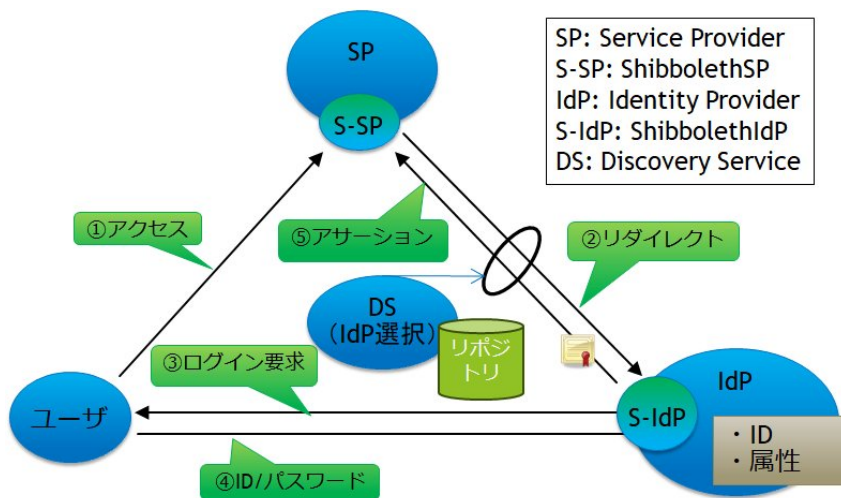 SP
S-SP
SP: Service Provider
S-SP: ShibbolethSP
IdP: Identity Provider
S-IdP: ShibbolethIdP
DS: Discovery Service
①アクセス
⑤アサーション
②リダイレクト
DS
（IdP選択）
リポジ
トリ
③ログイン要求
ユーザ
S-IdP
IdP
・ID
・属性
④ID/パスワード